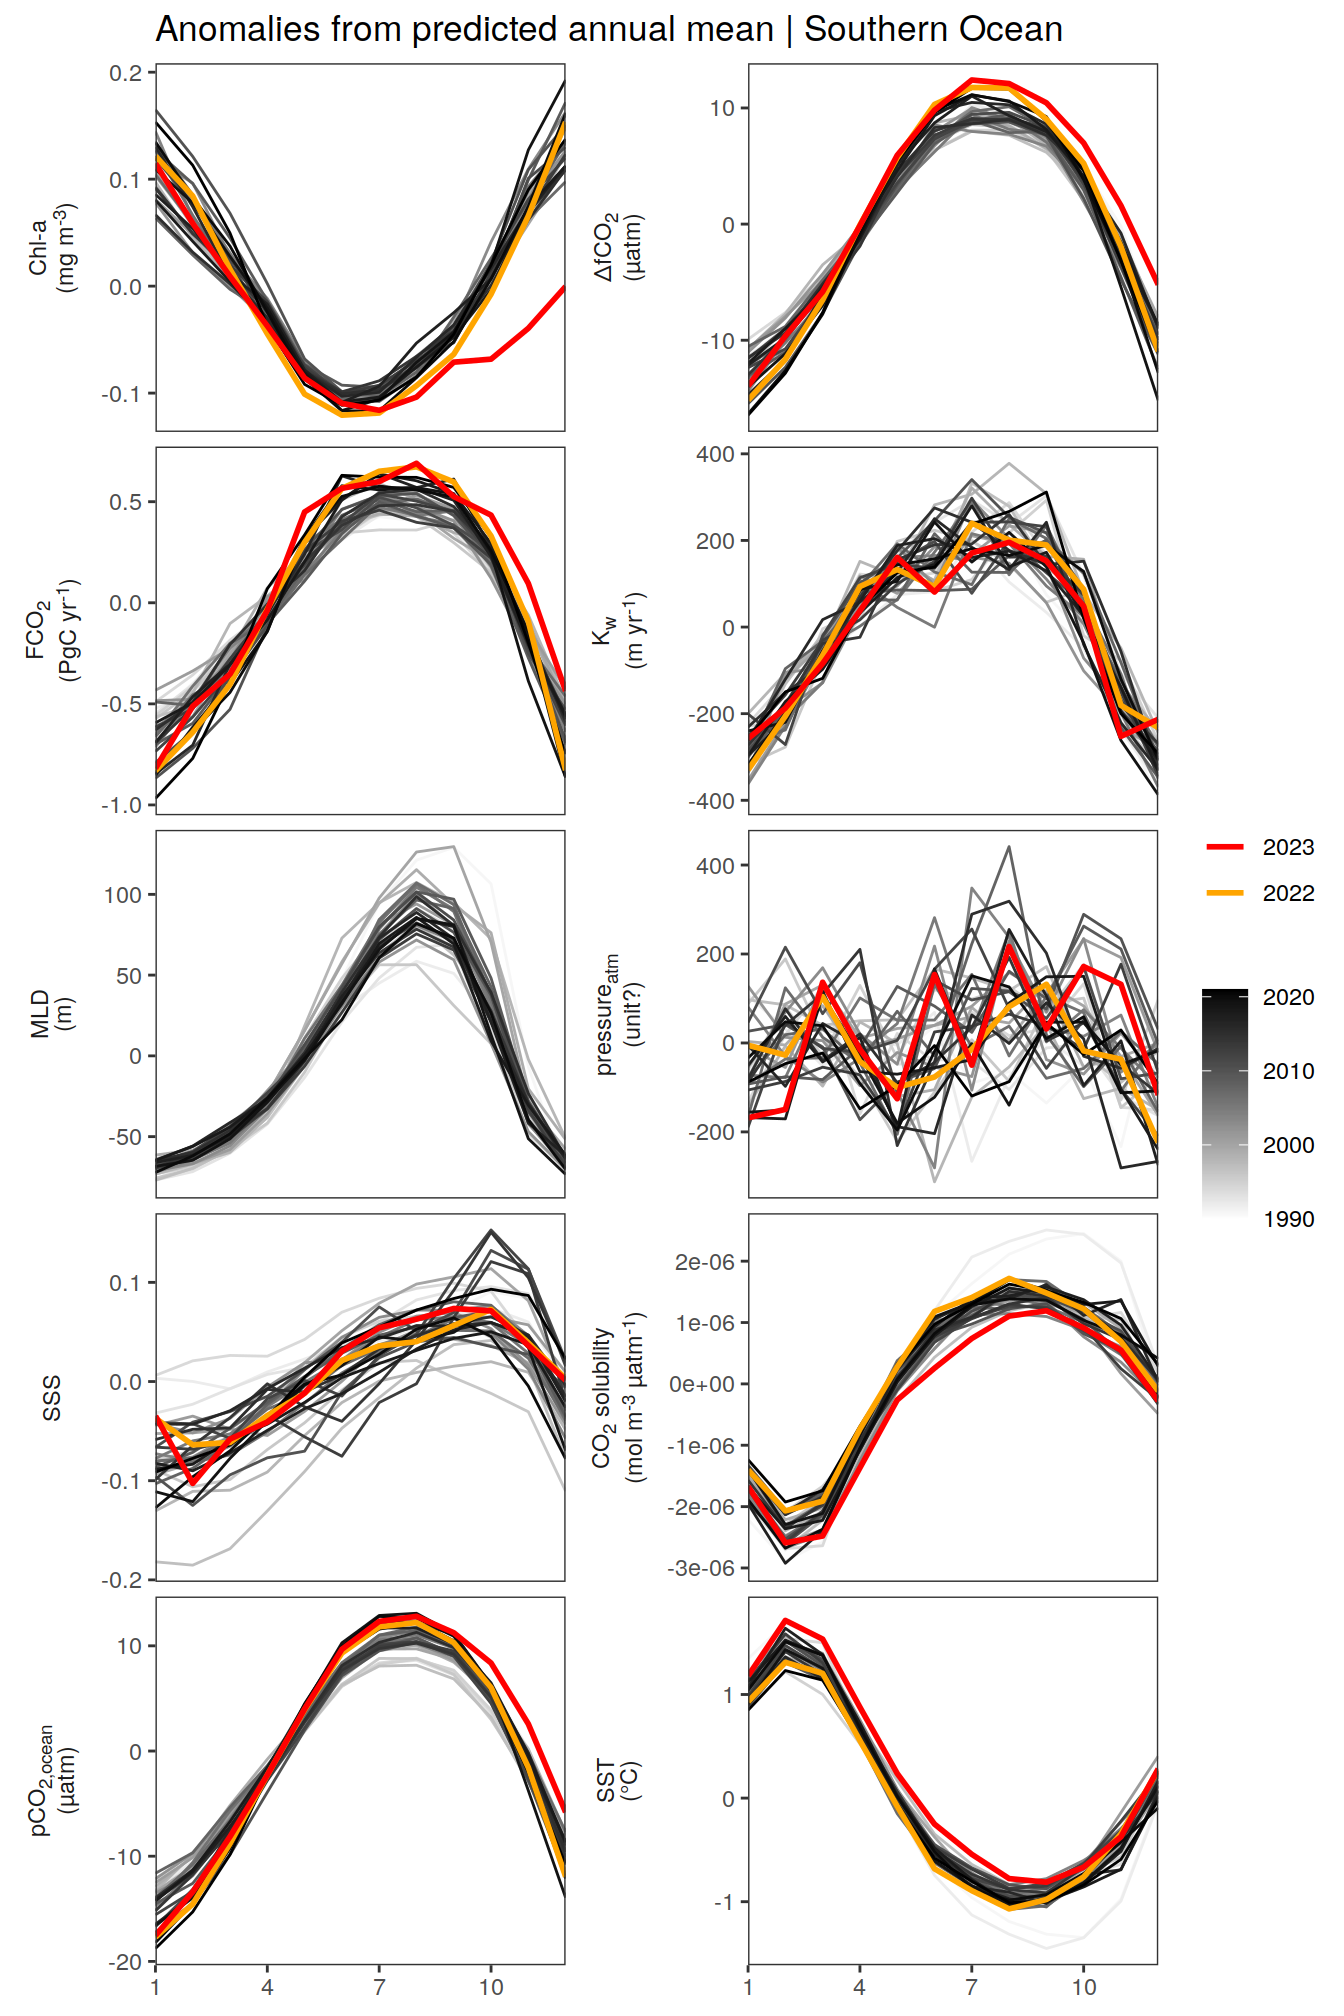 Anomalies from predicted annual mean | Southern Ocean
Chl-a
(mg m⁻³)
0.2
0.1
0.0
-0.1
ΔfCO₂
(µatm)
10
0
-10
FCO₂
(PgC yr⁻¹)
0.5
0.0
-0.5
-1.0
K_w
(m yr⁻¹)
400
200
0
-200
-400
MLD
(m)
100
50
0
-50
pressure_atm
(unit?)
400
200
0
-200
SSS
0.1
0.0
-0.1
-0.2
CO₂ solubility
(mol m⁻³ µatm⁻¹)
2e-06
1e-06
0e+00
-1e-06
-2e-06
-3e-06
pCO₂,ocean
(µatm)
10
0
-10
-20
1 4 7 10
SST
(°C)
1
0
-1
1 4 7 10
2023
2022
2020
2010
2000
1990